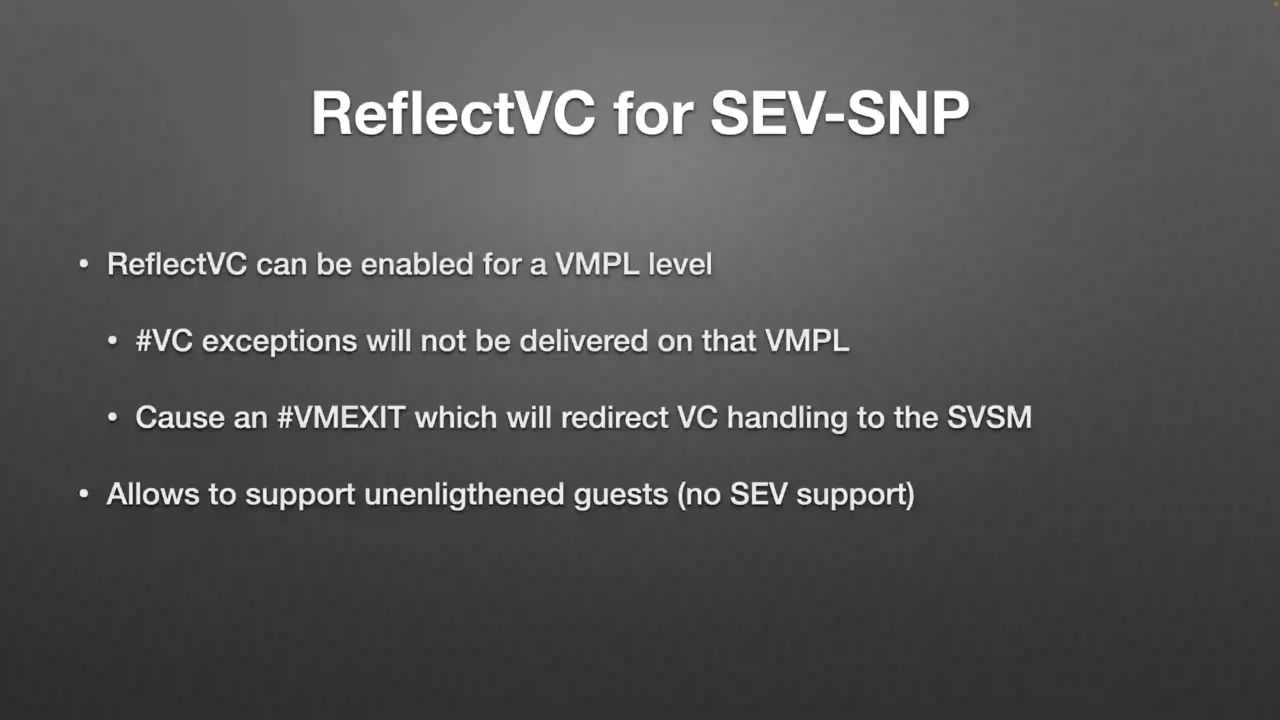 ReflectVC for SEV-SNP
• ReflectVC can be enabled for a VMPL level
• #VC exceptions will not be delivered on that VMPL
• Cause an #VMEXIT which will redirect VC handling to the SVSM
• Allows to support unenligthened guests (no SEV support)